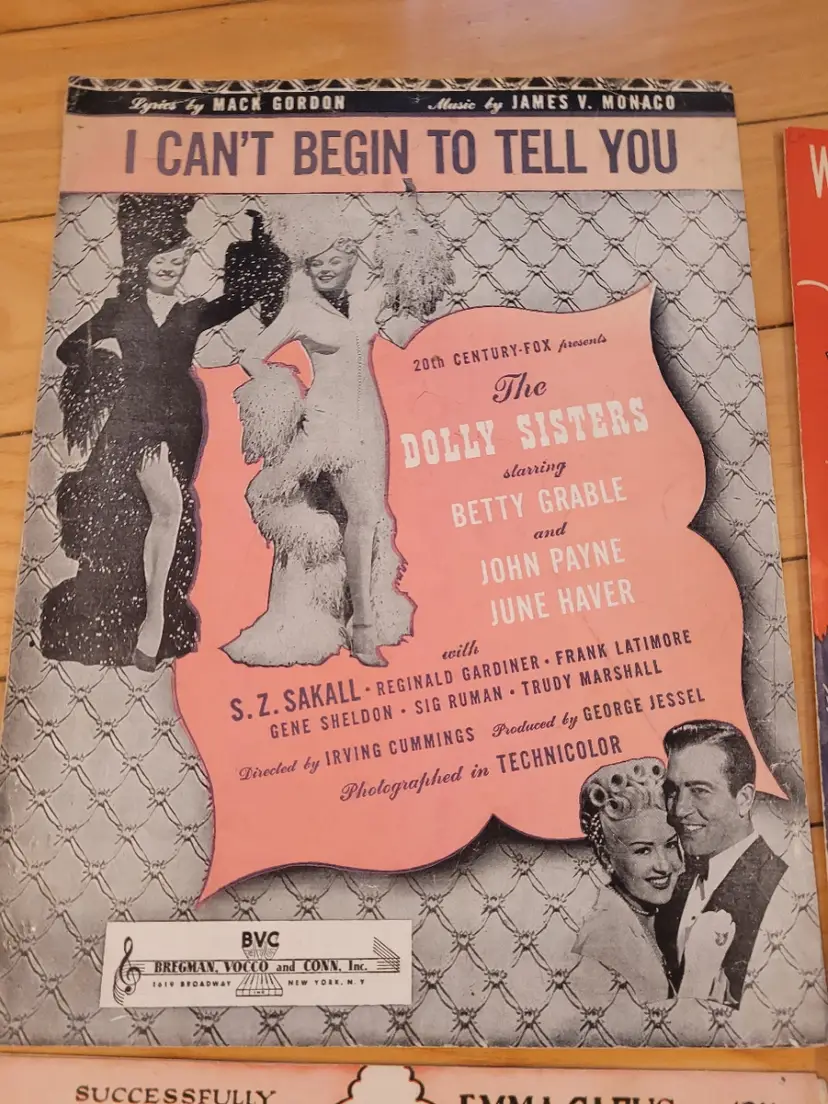 Lyrics by MACK GORDON Music by JAMES V. MONACO
I CAN'T BEGIN TO TELL YOU
20th CENTURY-FOX presents
The
DOLLY SISTERS
starring
BETTY GRABLE
and
JOHN PAYNE
JUNE HAVER
with
S. Z. SAKALL · REGINALD GARDINER · FRANK LATIMORE
GENE SHELDON · SIG RUMAN · TRUDY MARSHALL
Directed by IRVING CUMMINGS Produced by GEORGE JESSEL
Photographed in TECHNICOLOR
BVC
BREGMAN, VOCCO and CONN, Inc.
1619 BROADWAY NEW YORK, N. Y
W
SUCCESSFULLY